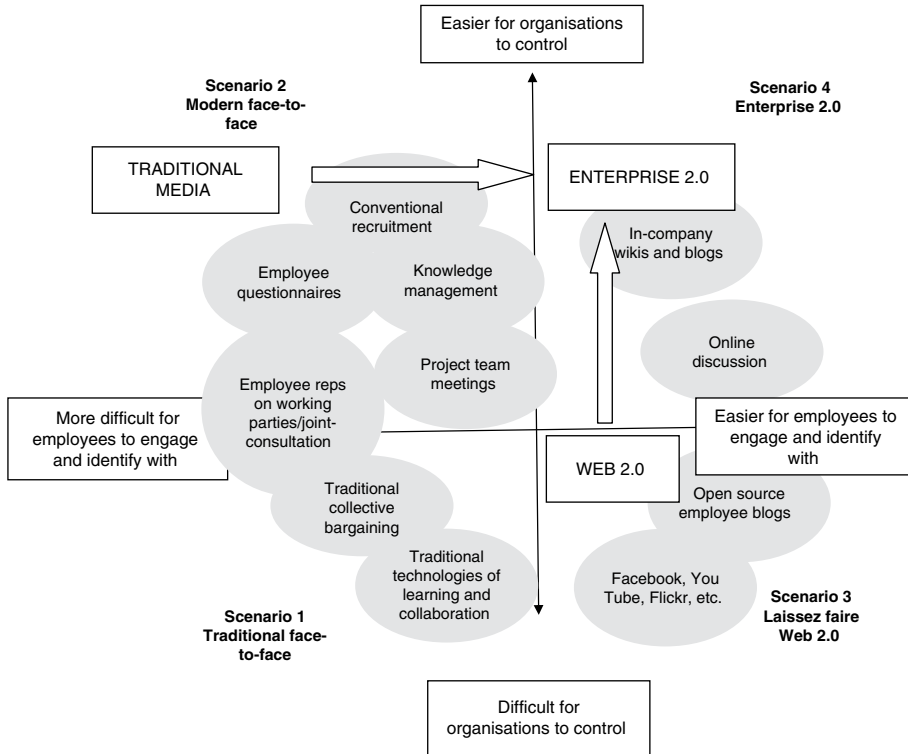 Easier for organisations
to control
Scenario 2
Modern face-to-
face
Scenario 4
Enterprise 2.0
TRADITIONAL
MEDIA
ENTERPRISE 2.0
Conventional
recruitment
In-company
wikis and blogs
Employee
questionnaires
Knowledge
management
Online
discussion
Project team
meetings
Employee reps
on working
parties/joint-
consultation
More difficult for
employees to engage
and identify with
Easier for employees to
engage and identify
with
WEB 2.0
Traditional
collective
bargaining
Open source
employee blogs
Traditional
technologies of
learning and
collaboration
Facebook, You
Tube, Flickr, etc.
Scenario 1
Traditional face-
to-face
Scenario 3
Laissez faire
Web 2.0
Difficult for
organisations to control